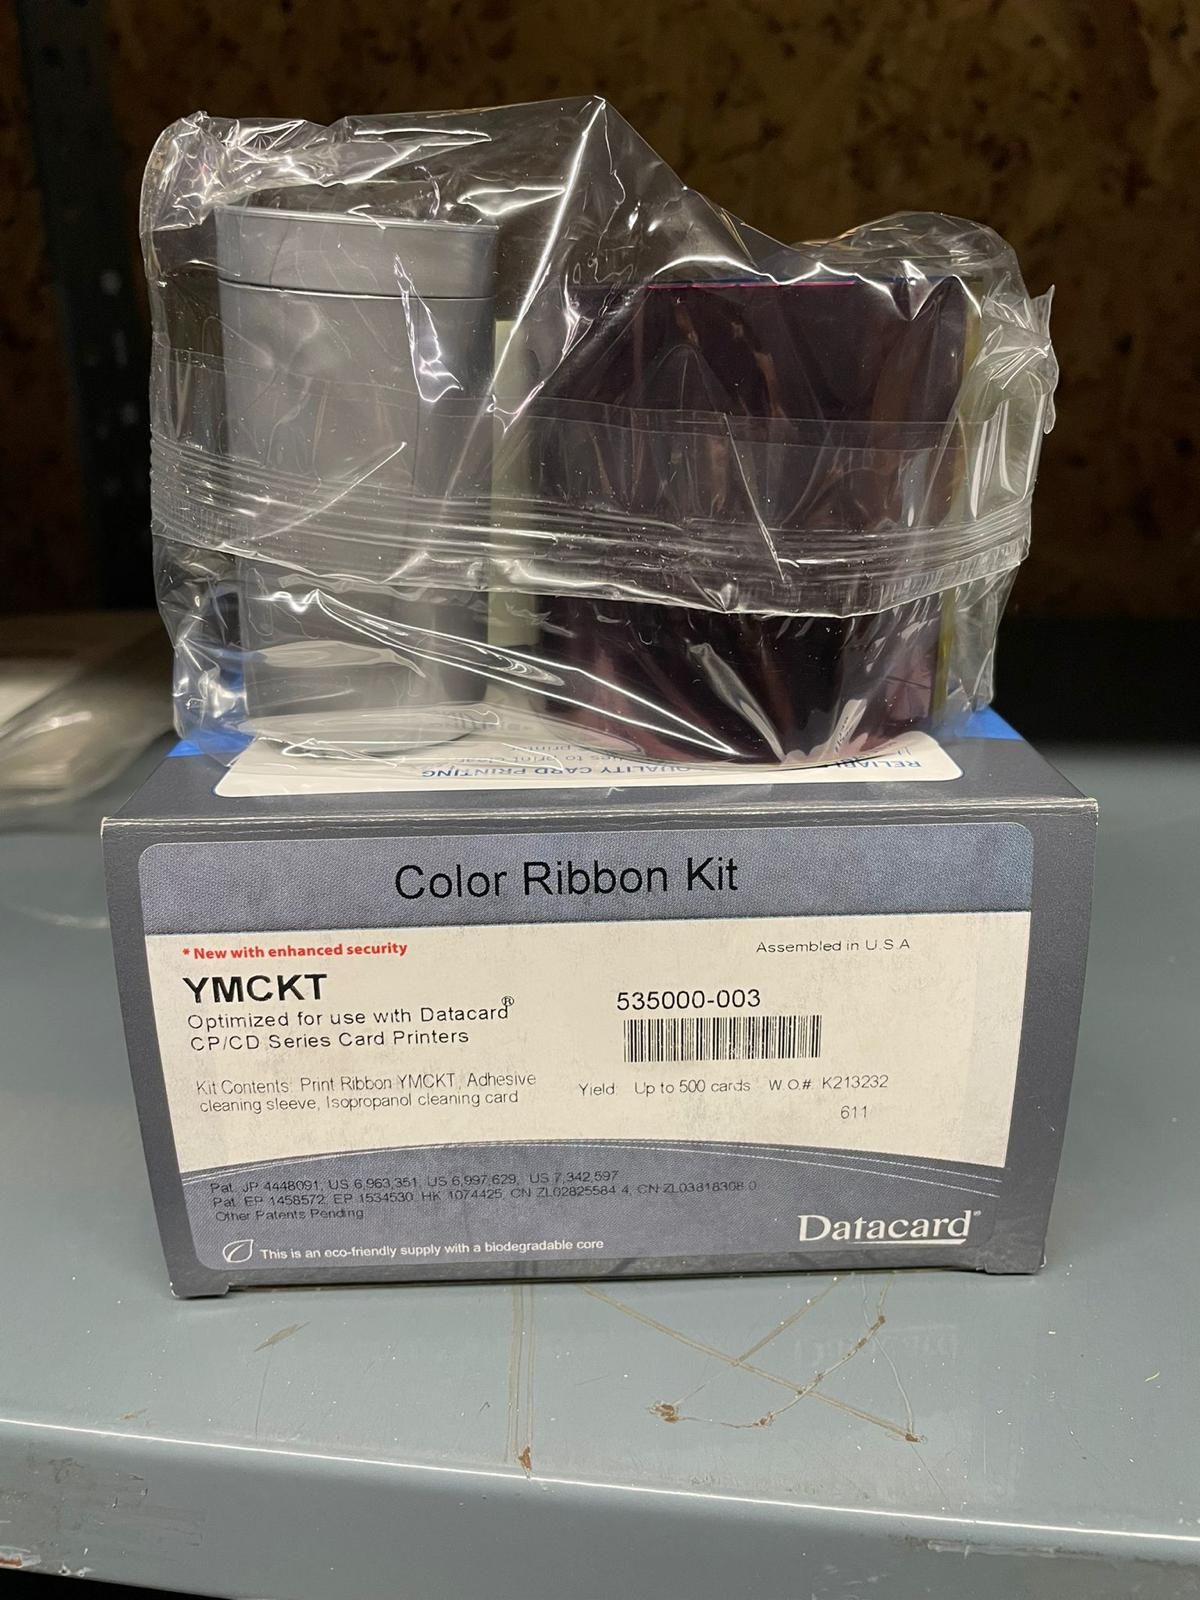 RELIABL
QUALITY CARD PRINTING
Color Ribbon Kit
* New with enhanced security
Assembled in U.S.A
YMCKT
Optimized for use with Datacard®
CP/CD Series Card Printers
535000-003
Kit Contents: Print Ribbon YMCKT, Adhesive
cleaning sleeve, Isopropanol cleaning card
Yield: Up to 500 cards W.O.#: K213232
611
Pat. JP 4448091, US 6,963,351, US 6,997,629, US 7,342,597
Pat. EP 1458572, EP 1534530, HK 1074425, CN ZL02825584.4, CN ZL03818308.0
Other Patents Pending
Datacard®
This is an eco-friendly supply with a biodegradable core